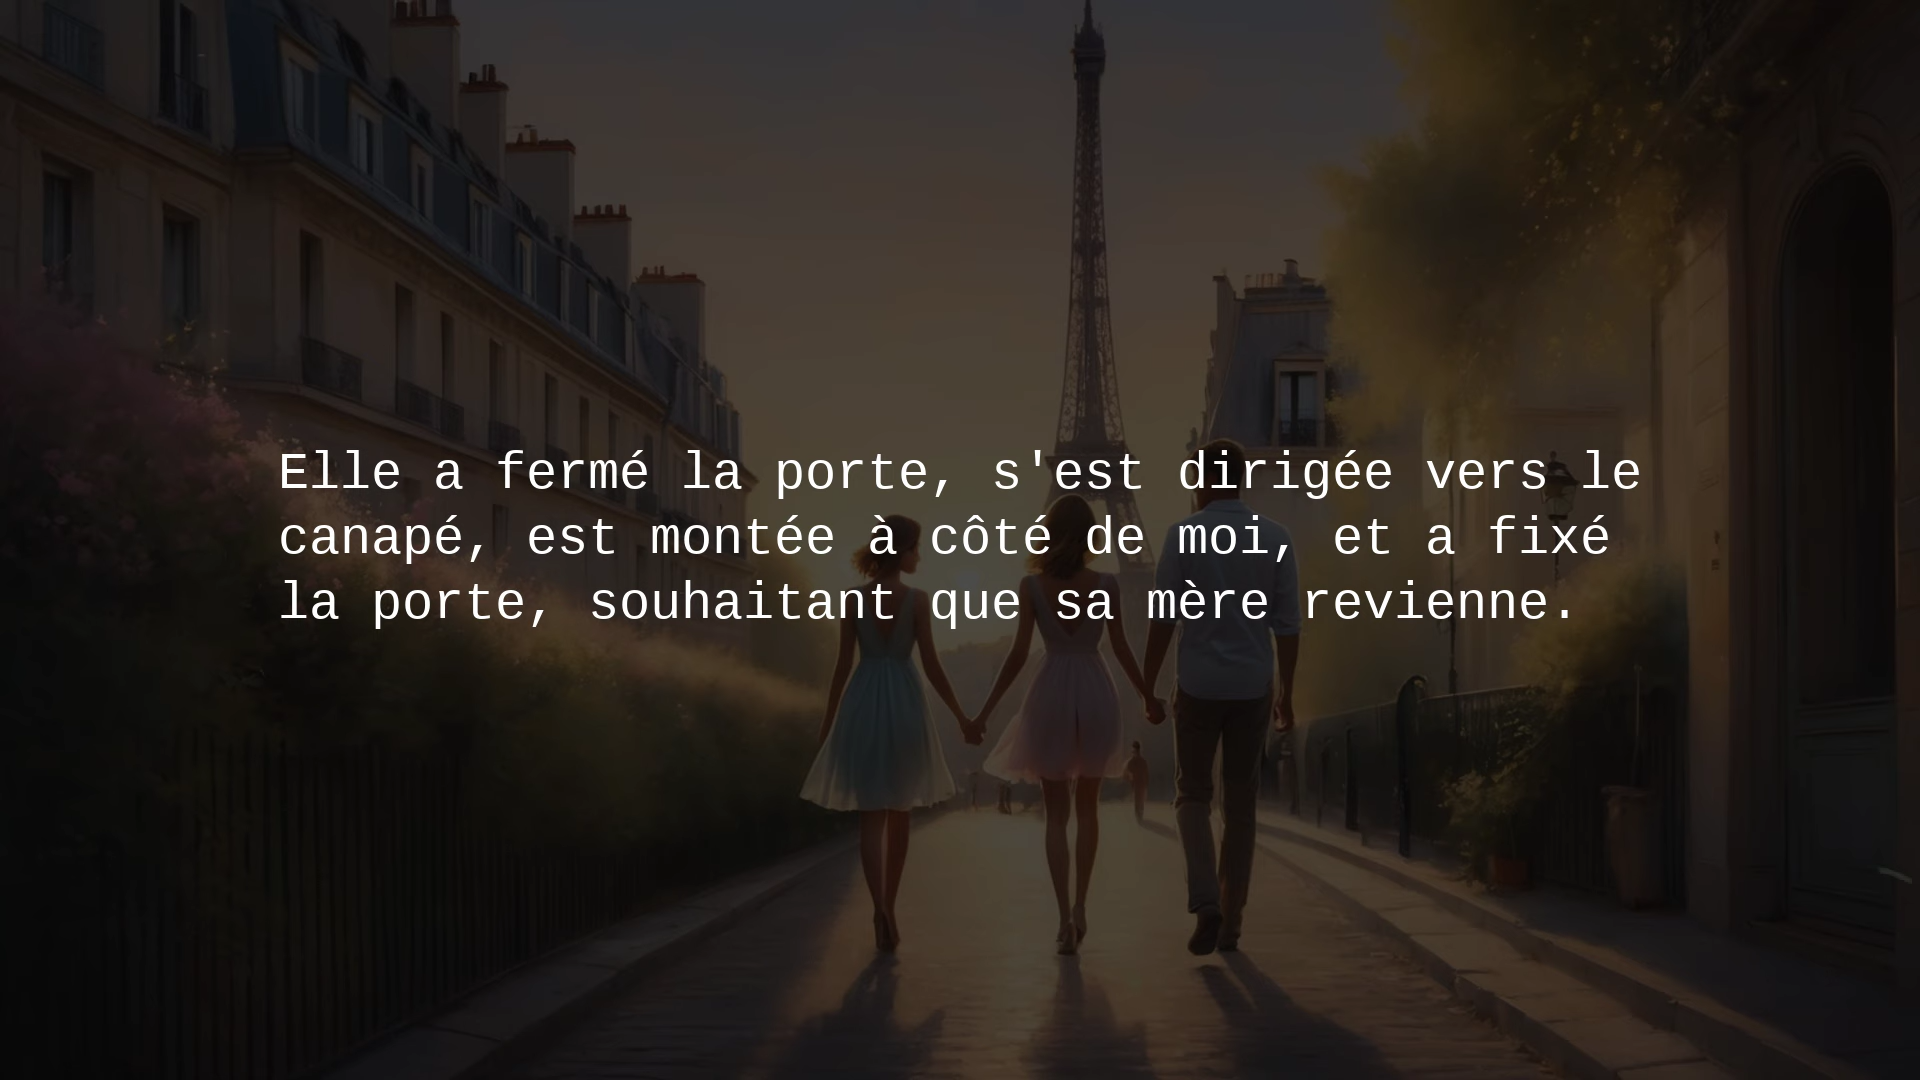 Elle a fermé la porte, s'est dirigée vers le
canapé, est montée à côté de moi, et a fixé
la porte, souhaitant que sa mère revienne.